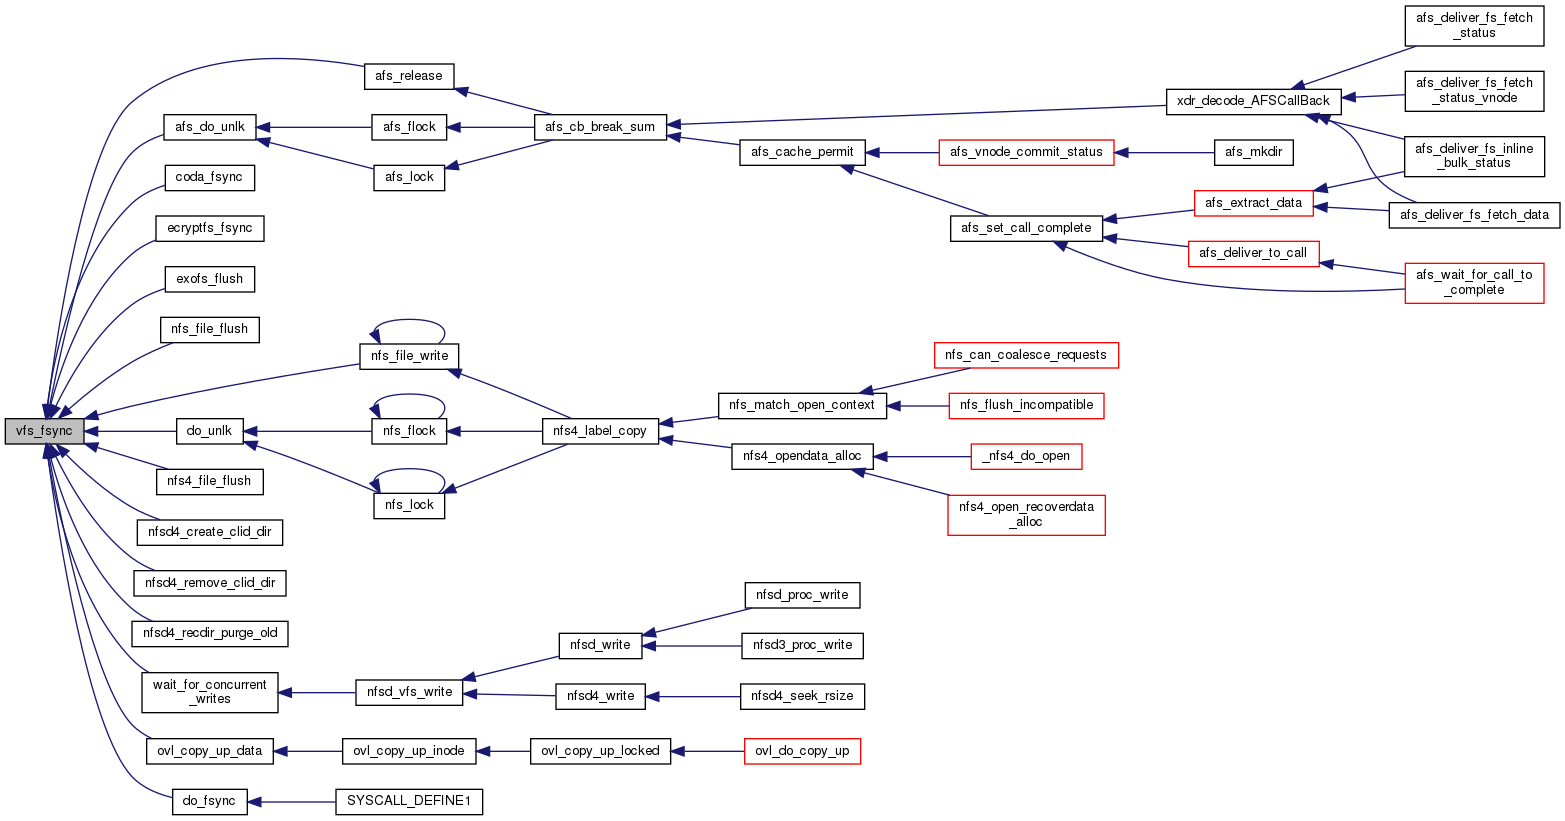 afs_deliver_fs_fetch
_status
afs_release
afs_deliver_fs_fetch
_status_vnode
xdr_decode_AFSCallBack
afs_do_unlk
afs_flock
afs_cb_break_sum
afs_cache_permit
afs_vnode_commit_status
afs_mkdir
afs_deliver_fs_inline
_bulk_status
coda_fsync
afs_lock
afs_extract_data
afs_deliver_fs_fetch_data
ecryptfs_fsync
afs_set_call_complete
afs_deliver_to_call
exofs_flush
afs_wait_for_call_to
_complete
nfs_file_flush
nfs_file_write
nfs_can_coalesce_requests
nfs_match_open_context
nfs_flush_incompatible
vfs_fsync
do_unlk
nfs_flock
nfs4_label_copy
nfs4_opendata_alloc
_nfs4_do_open
nfs4_file_flush
nfs_lock
nfs4_open_recoverdata
_alloc
nfsd4_create_clid_dir
nfsd4_remove_clid_dir
nfsd_proc_write
nfsd4_recdir_purge_old
nfsd_write
nfsd3_proc_write
wait_for_concurrent
_writes
nfsd_vfs_write
nfsd4_write
nfsd4_seek_rsize
ovl_copy_up_data
ovl_copy_up_inode
ovl_copy_up_locked
ovl_do_copy_up
do_fsync
SYSCALL_DEFINE1